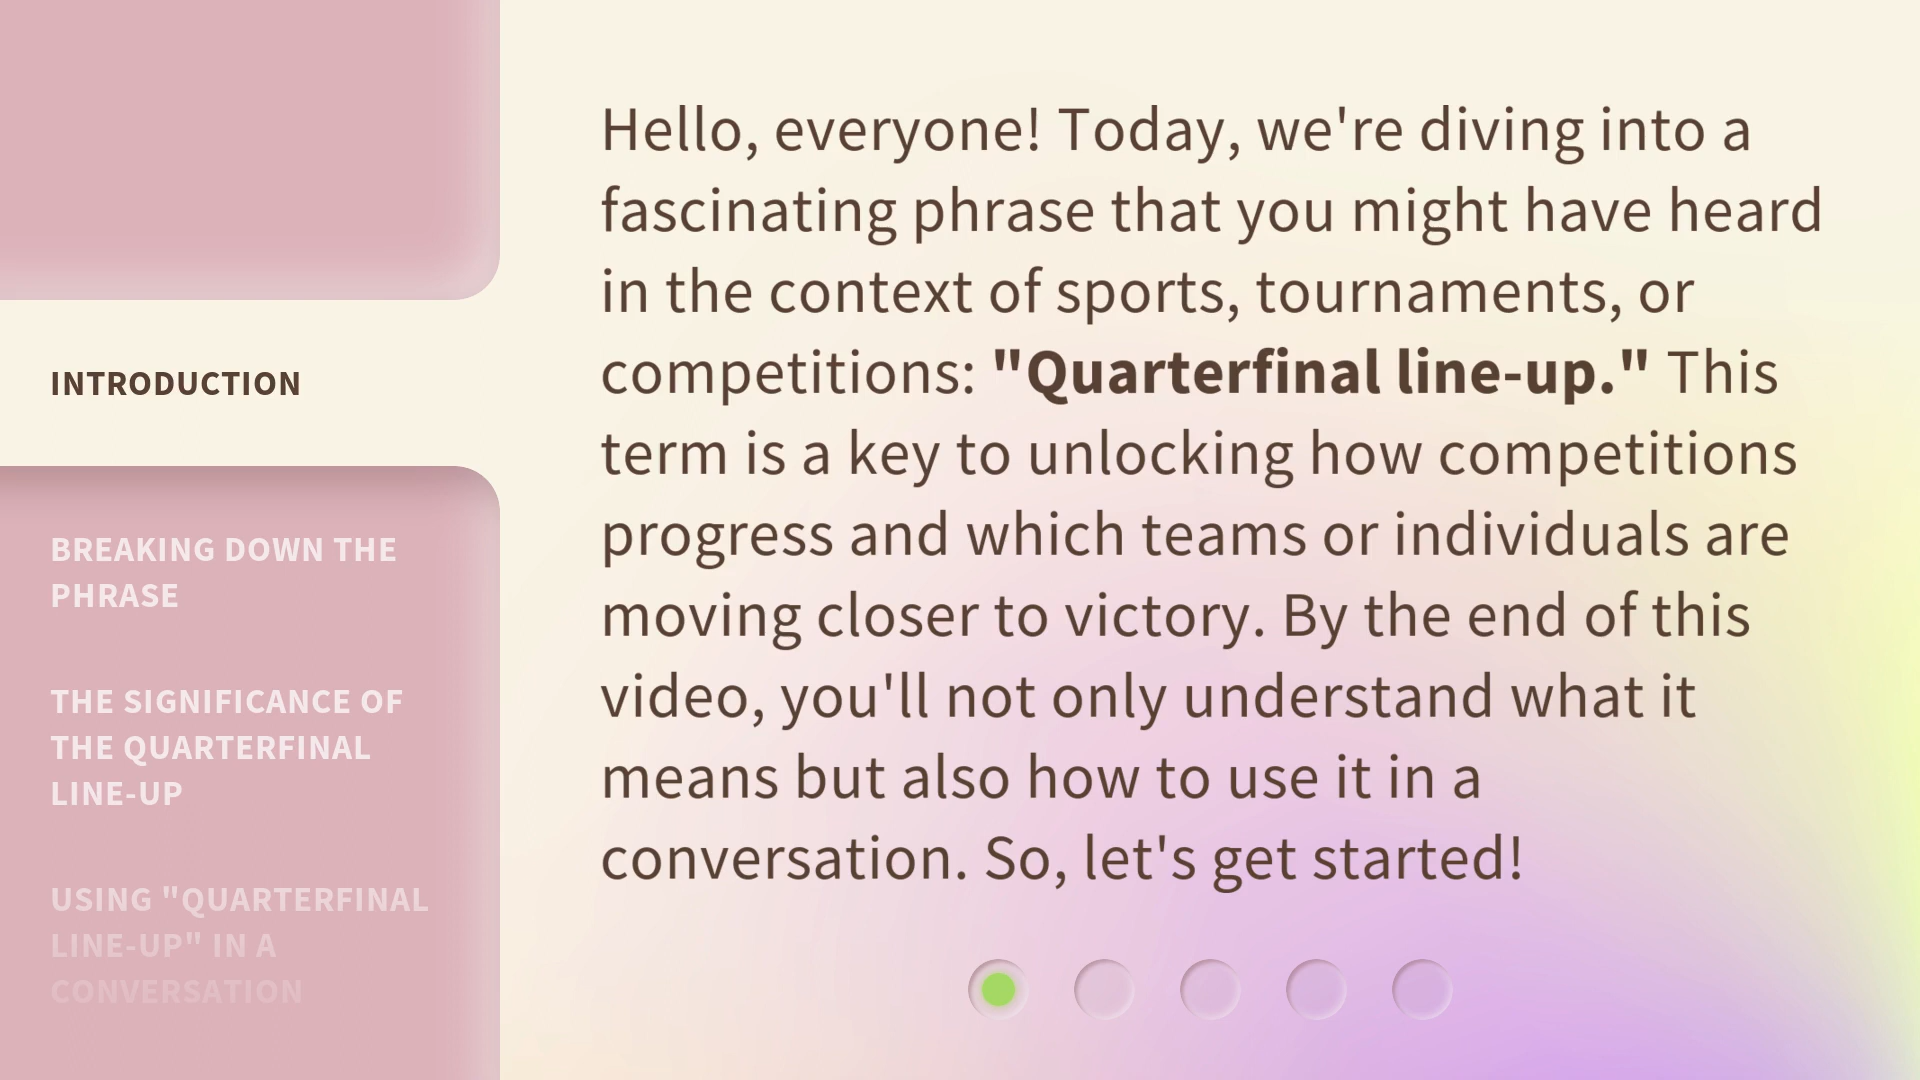 INTRODUCTION
BREAKING DOWN THE
PHRASE
THE SIGNIFICANCE OF
THE QUARTERFINAL
LINE-UP
USING "QUARTERFINAL
LINE-UP" IN A
CONVERSATION
Hello, everyone! Today, we're diving into a
fascinating phrase that you might have heard
in the context of sports, tournaments, or
competitions: "Quarterfinal line-up." This
term is a key to unlocking how competitions
progress and which teams or individuals are
moving closer to victory. By the end of this
video, you'll not only understand what it
means but also how to use it in a
conversation. So, let's get started!